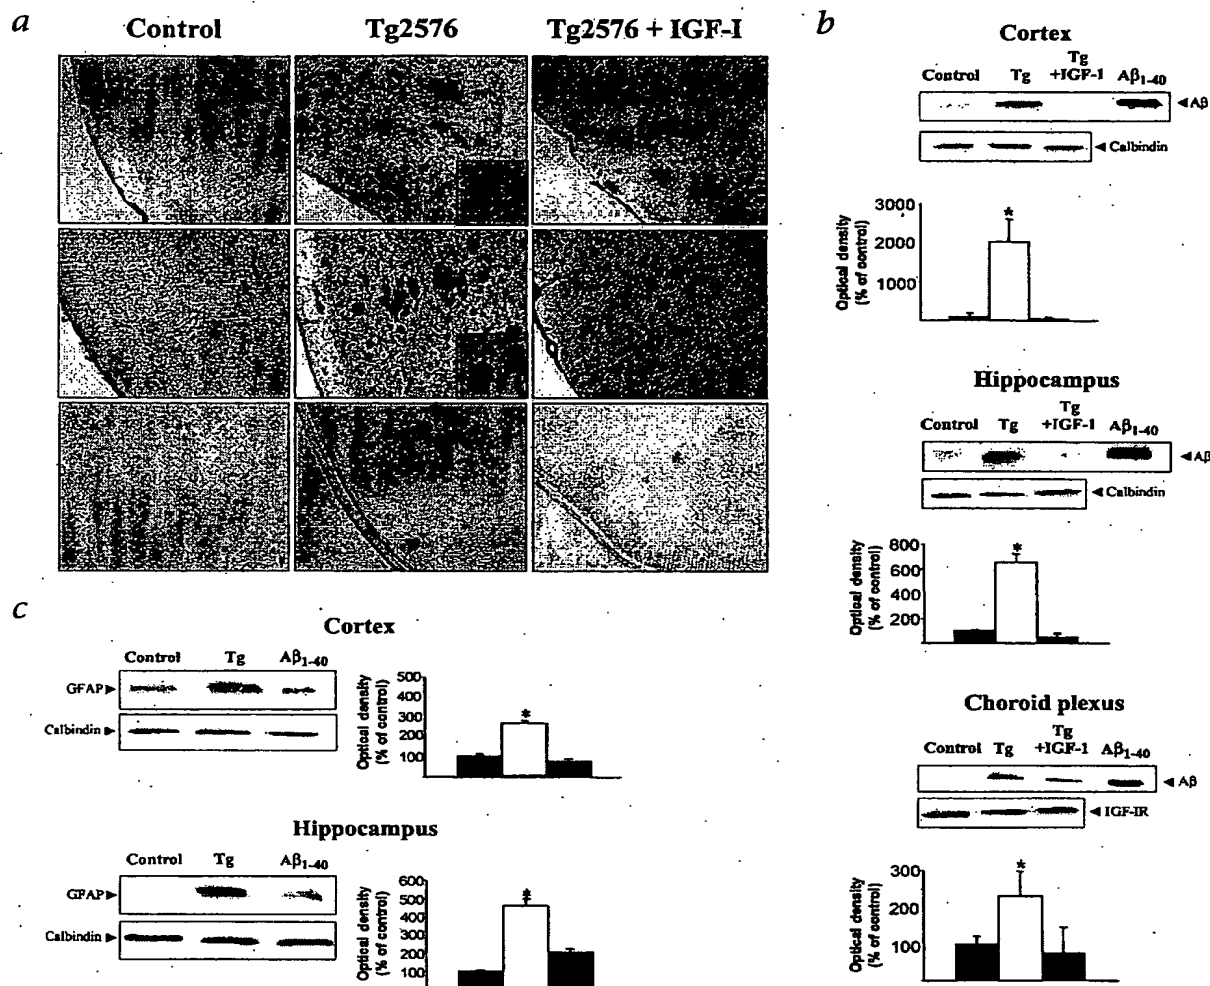 a
Control Tg2576 Tg2576 + IGF-I
b
Cortex
Control Tg Tg +IGF-1 Aβ1-40
◄Aβ
◄Calbindin
3000
2000
1000
Optical density (% of control)
*
Hippocampus
Control Tg Tg +IGF-1 Aβ1-40
◄Aβ
◄Calbindin
800
600
400
200
Optical density (% of control)
*
Choroid plexus
Control Tg Tg +IGF-1 Aβ1-40
◄Aβ
◄IGF-IR
300
200
100
Optical density (% of control)
*
c
Cortex
Control Tg Aβ1-40
GFAP►
Calbindin►
500
400
300
200
100
Optical density (% of control)
*
Hippocampus
Control Tg Aβ1-40
GFAP►
Calbindin►
600
500
400
300
200
100
Optical density (% of control)
*